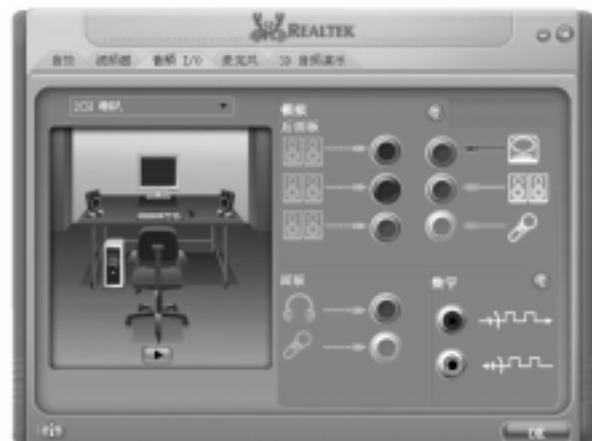 REALTEK
音效 混频器 音频 I/O 麦克风 3D 音频演示
2CH 喇叭
模拟
后面板
面板
数字
OK